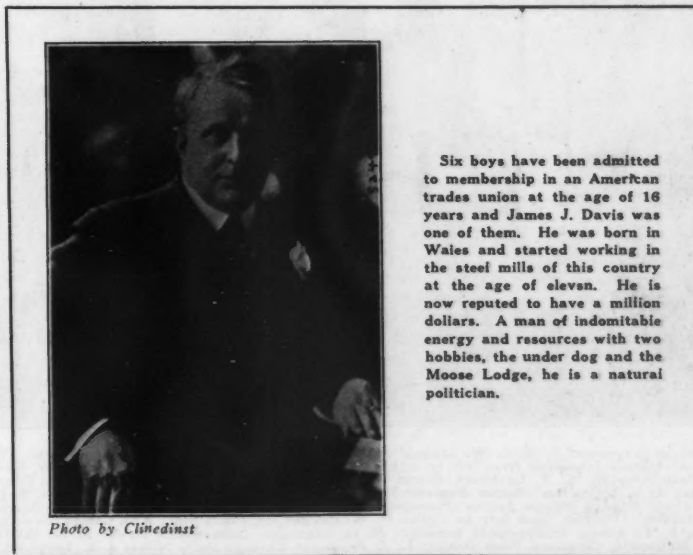 Six boys have been admitted
to membership in an American
trades union at the age of 16
years and James J. Davis was
one of them. He was born in
Wales and started working in
the steel mills of this country
at the age of eleven. He is
now reputed to have a million
dollars. A man of indomitable
energy and resources with two
hobbies, the under dog and the
Moose Lodge, he is a natural
politician.
Photo by Clinedinst